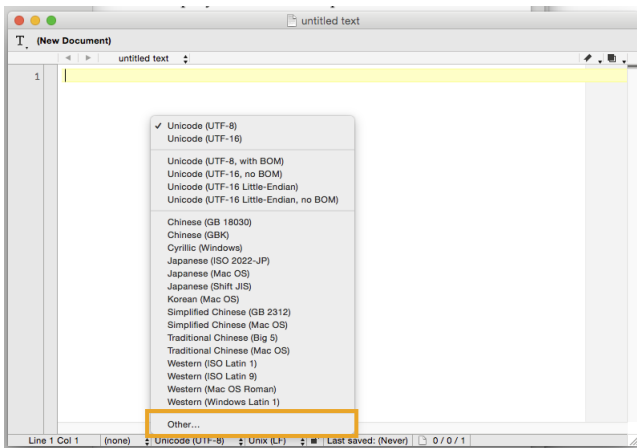 untitled text
T (New Document)
untitled text
1
✓ Unicode (UTF-8)
Unicode (UTF-16)
Unicode (UTF-8, with BOM)
Unicode (UTF-16, no BOM)
Unicode (UTF-16 Little-Endian)
Unicode (UTF-16 Little-Endian, no BOM)
Chinese (GB 18030)
Chinese (GBK)
Cyrillic (Windows)
Japanese (ISO 2022-JP)
Japanese (Mac OS)
Japanese (Shift JIS)
Korean (Mac OS)
Simplified Chinese (GB 2312)
Simplified Chinese (Mac OS)
Traditional Chinese (Big 5)
Traditional Chinese (Mac OS)
Western (ISO Latin 1)
Western (ISO Latin 9)
Western (Mac OS Roman)
Western (Windows Latin 1)
Other...
Line 1 Col 1 (none) Unicode (UTF-8) Unix (LF) Last saved: (Never) 0 / 0 / 1